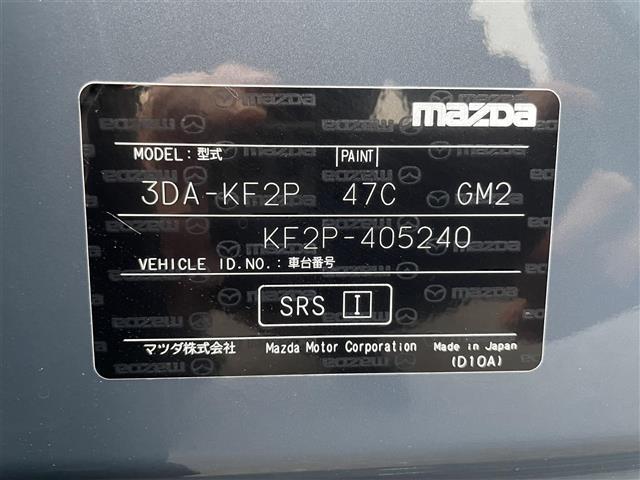 mazda
MODEL: 型式 PAINT
3DA-KF2P 47C GM2
KF2P-405240
VEHICLE ID.NO.: 車台番号
SRS I
マツダ株式会社 Mazda Motor Corporation Made in Japan
(D10A)